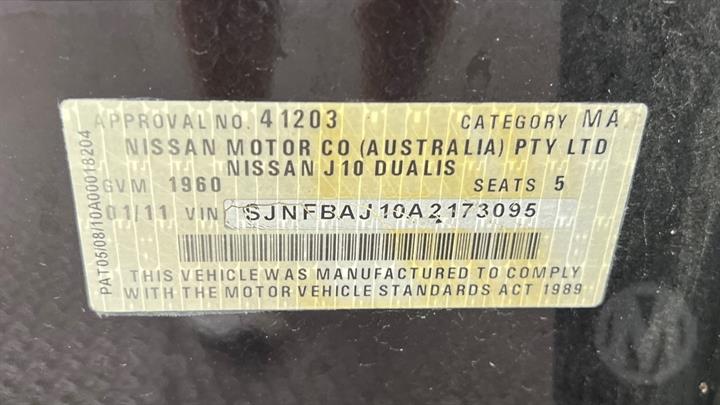 APPROVAL NO. 41203 CATEGORY MA
NISSAN MOTOR CO (AUSTRALIA) PTY LTD
NISSAN J10 DUALIS
GVM 1960 SEATS 5
01/11 VIN SJNFBAJ10A2173095
THIS VEHICLE WAS MANUFACTURED TO COMPLY
WITH THE MOTOR VEHICLE STANDARDS ACT 1989
PAT05/08/10A00018204
M